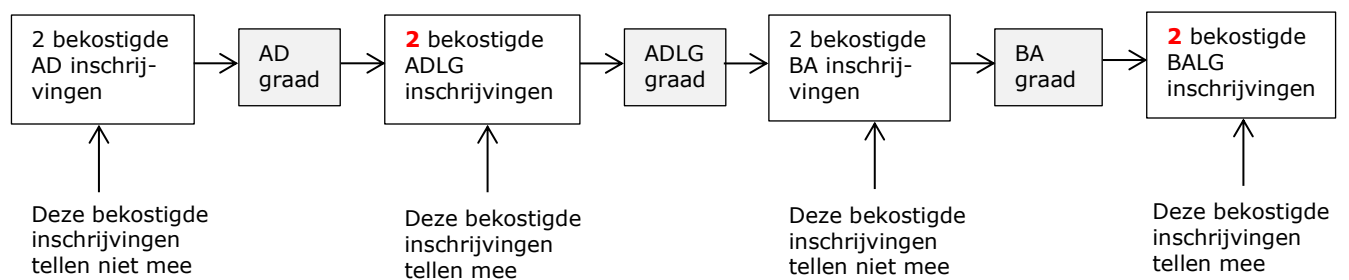 2 bekostigde
AD inschrij-
vingen
AD
graad
2 bekostigde
ADLG
inschrijvingen
ADLG
graad
2 bekostigde
BA inschrij-
vingen
BA
graad
2 bekostigde
BALG
inschrijvingen
Deze bekostigde
inschrijvingen
tellen niet mee
Deze bekostigde
inschrijvingen
tellen mee
Deze bekostigde
inschrijvingen
tellen niet mee
Deze bekostigde
inschrijvingen
tellen mee